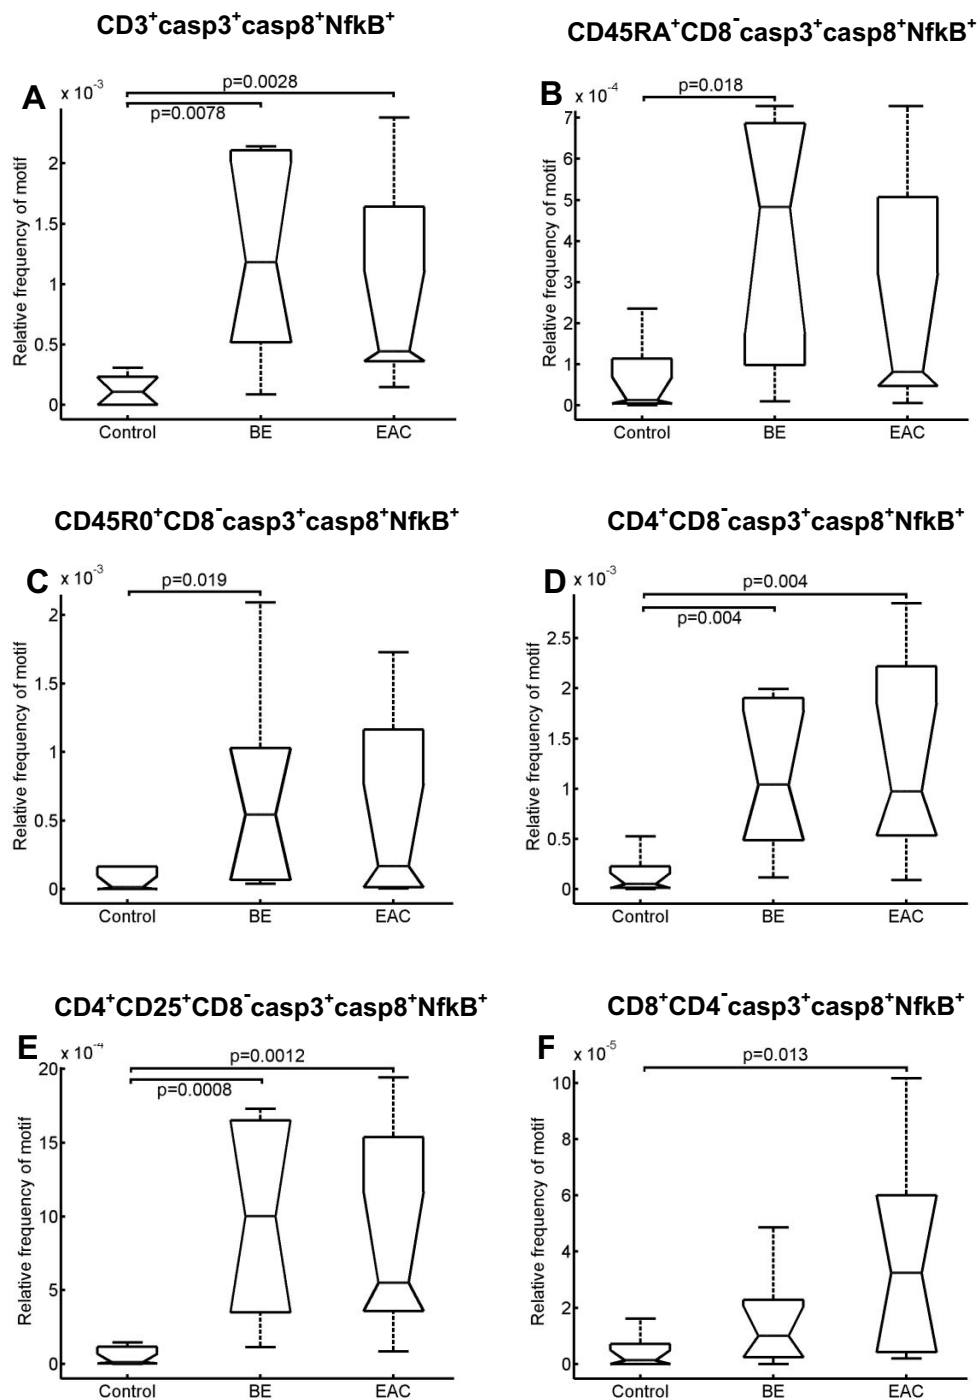 CD3⁺casp3⁺casp8⁺NfkB⁺
A
x 10⁻³
p=0.0028
p=0.0078
Relative frequency of motif
2
1.5
1
0.5
0
Control BE EAC
CD45RA⁺CD8⁻casp3⁺casp8⁺NfkB⁺
B
x 10⁻⁴
p=0.018
Relative frequency of motif
7
6
5
4
3
2
1
0
Control BE EAC
CD45R0⁺CD8⁻casp3⁺casp8⁺NfkB⁺
C
x 10⁻³
p=0.019
Relative frequency of motif
2
1.5
1
0.5
0
Control BE EAC
CD4⁺CD8⁻casp3⁺casp8⁺NfkB⁺
D
x 10⁻³
p=0.004
p=0.004
Relative frequency of motif
2.5
2
1.5
1
0.5
0
Control BE EAC
CD4⁺CD25⁺CD8⁻casp3⁺casp8⁺NfkB⁺
E
x 10⁻⁴
p=0.0012
p=0.0008
Relative frequency of motif
20
15
10
5
0
Control BE EAC
CD8⁺CD4⁻casp3⁺casp8⁺NfkB⁺
F
x 10⁻⁵
p=0.013
Relative frequency of motif
10
8
6
4
2
0
Control BE EAC